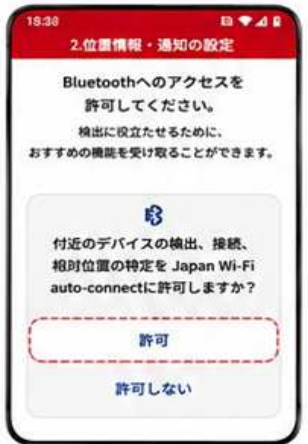 19:38
2.位置情報・通知の設定
Bluetoothへのアクセスを
許可してください。
検出に役立たせるために、
おすすめの機能を受け取ることができます。
付近のデバイスの検出、接続、
相対位置の特定を Japan Wi-Fi
auto-connectに許可しますか？
許可
許可しない